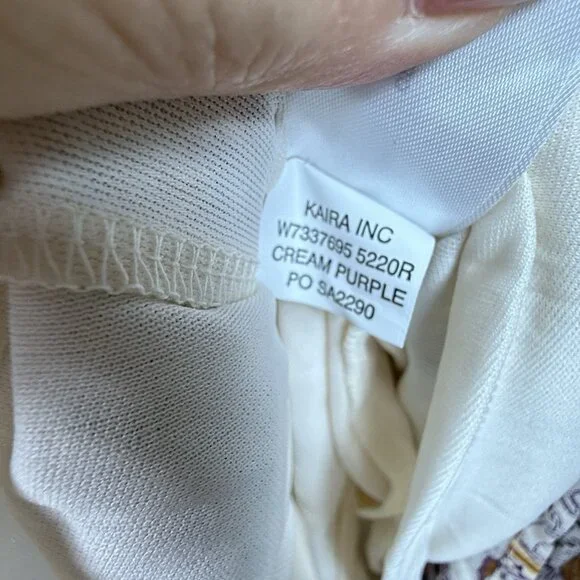 KAIRA INC
W7337695 5220R
CREAM PURPLE
PO SA2290